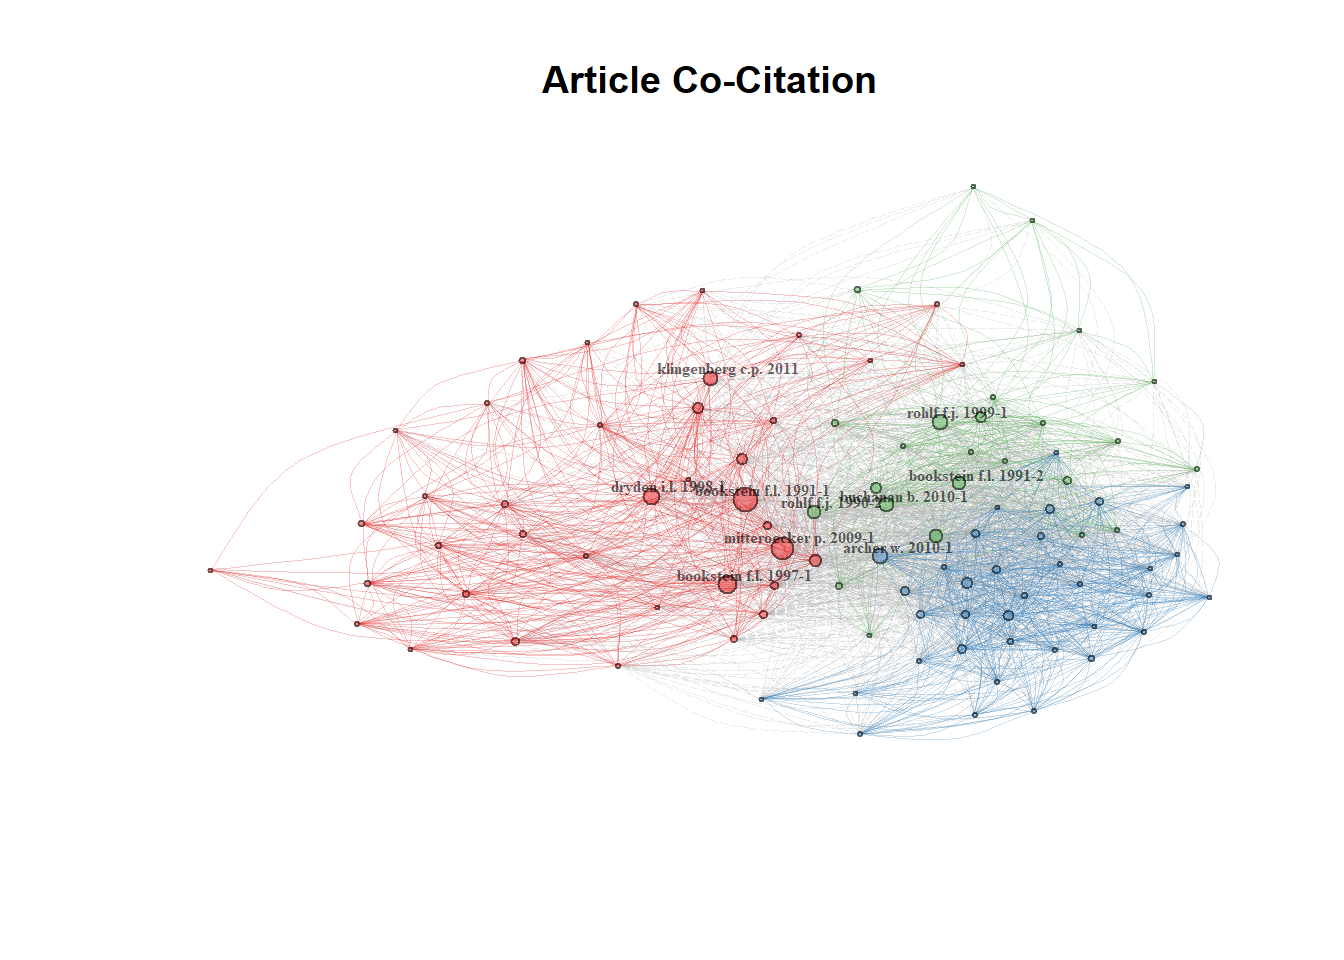 Article Co-Citation
klingenberg c.p. 2011
rohlf f.j. 1999-1
bookstein f.l. 1991-2
dryden i.l. 1998-1
bookstein f.l. 1991-1
buchanan b. 2010-1
rohlf f.j. 1990-2
mitteroecker p. 2009-1
archer w. 2010-1
bookstein f.l. 1997-1